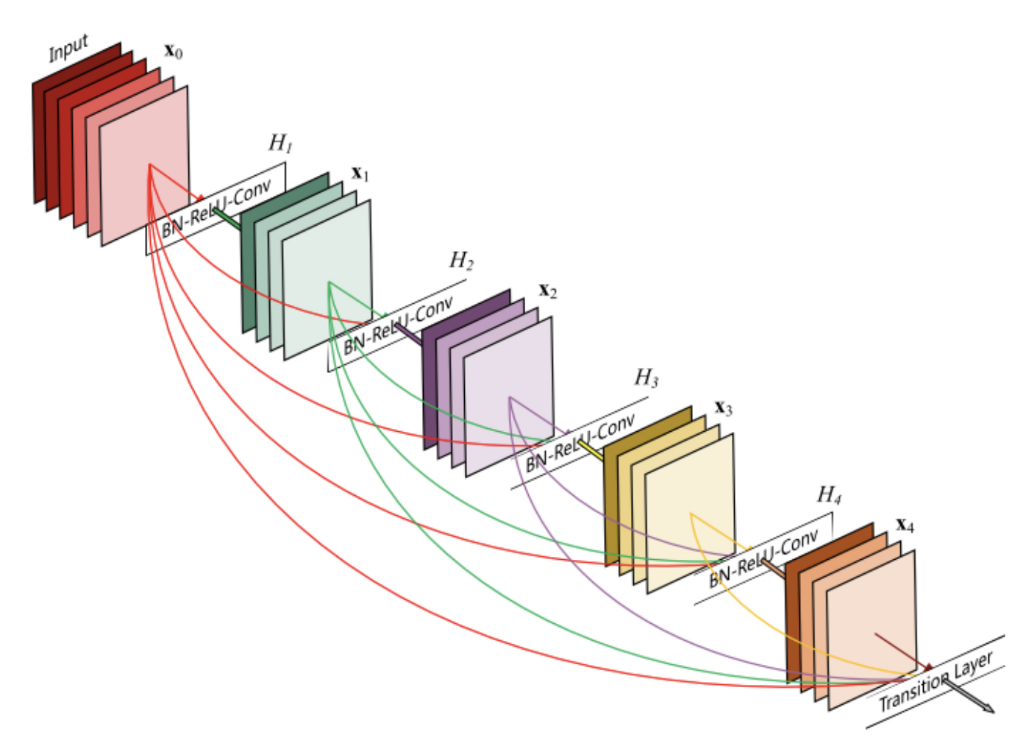 Input
x0
H1
BN-ReLU-Conv
x1
H2
BN-ReLU-Conv
x2
H3
BN-ReLU-Conv
x3
H4
BN-ReLU-Conv
x4
Transition Layer